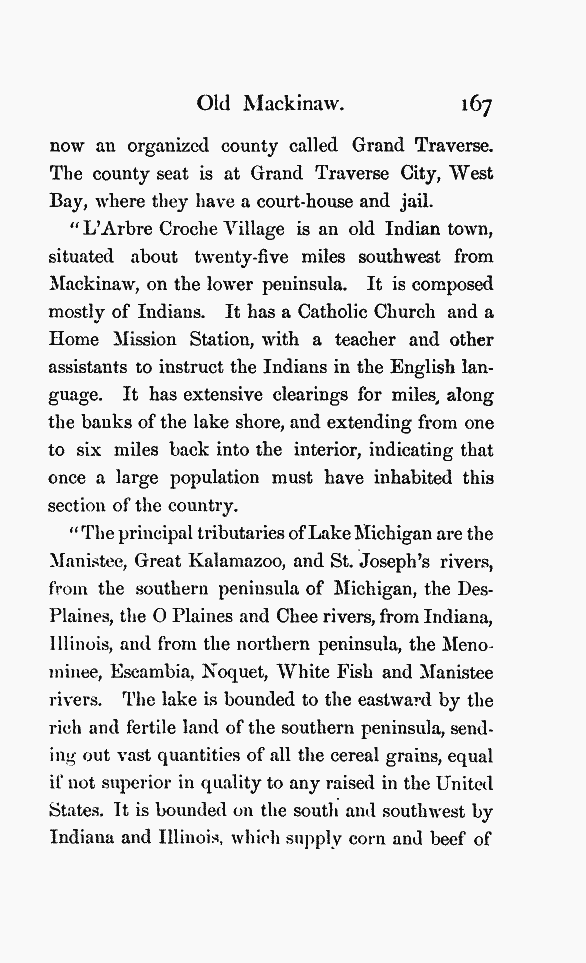 Old Mackinaw. 167
now an organized county called Grand Traverse.
The county seat is at Grand Traverse City, West
Bay, where they have a court-house and jail.
"L'Arbre Croche Village is an old Indian town,
situated about twenty-five miles southwest from
Mackinaw, on the lower peninsula. It is composed
mostly of Indians. It has a Catholic Church and a
Home Mission Station, with a teacher and other
assistants to instruct the Indians in the English lan-
guage. It has extensive clearings for miles, along
the banks of the lake shore, and extending from one
to six miles back into the interior, indicating that
once a large population must have inhabited this
section of the country.
"The principal tributaries of Lake Michigan are the
Manistee, Great Kalamazoo, and St. Joseph's rivers,
from the southern peninsula of Michigan, the Des-
Plaines, the O Plaines and Chee rivers, from Indiana,
Illinois, and from the northern peninsula, the Meno-
minee, Escambia, Noquet, White Fish and Manistee
rivers. The lake is bounded to the eastward by the
rich and fertile land of the southern peninsula, send-
ing out vast quantities of all the cereal grains, equal
if not superior in quality to any raised in the United
States. It is bounded on the south and southwest by
Indiana and Illinois, which supply corn and beef of